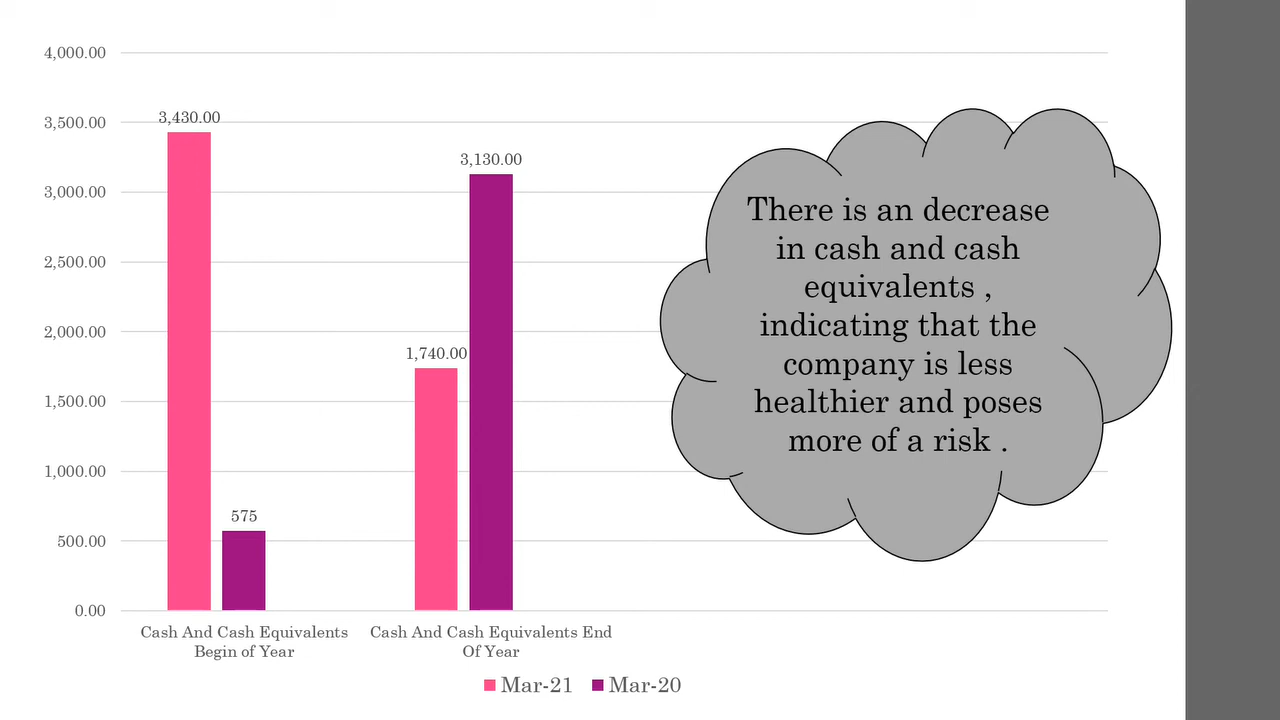 4,000.00
3,500.00
3,000.00
2,500.00
2,000.00
1,500.00
1,000.00
500.00
0.00
3,430.00
575
1,740.00
3,130.00
Cash And Cash Equivalents
Begin of Year
Cash And Cash Equivalents End
Of Year
Mar-21
Mar-20
There is an decrease
in cash and cash
equivalents ,
indicating that the
company is less
healthier and poses
more of a risk .